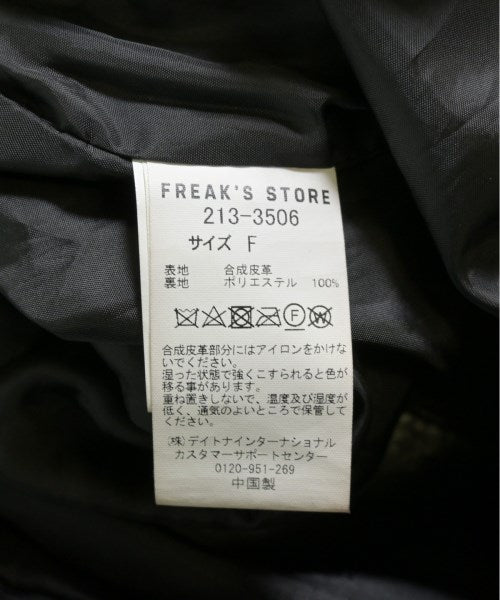 FREAK'S STORE
213-3506
サイズ F
表地 合成皮革
裏地 ポリエステル 100%
F W
合成皮革部分にはアイロンをかけな
いでください。
湿った状態で強くこすられると色が
移る事があります。
重ね置きしないで、温度及び湿度が
低く、通気のよいところで保管して
ください。
(株)デイトナインターナショナル
カスタマーサポートセンター
0120-951-269
中国製